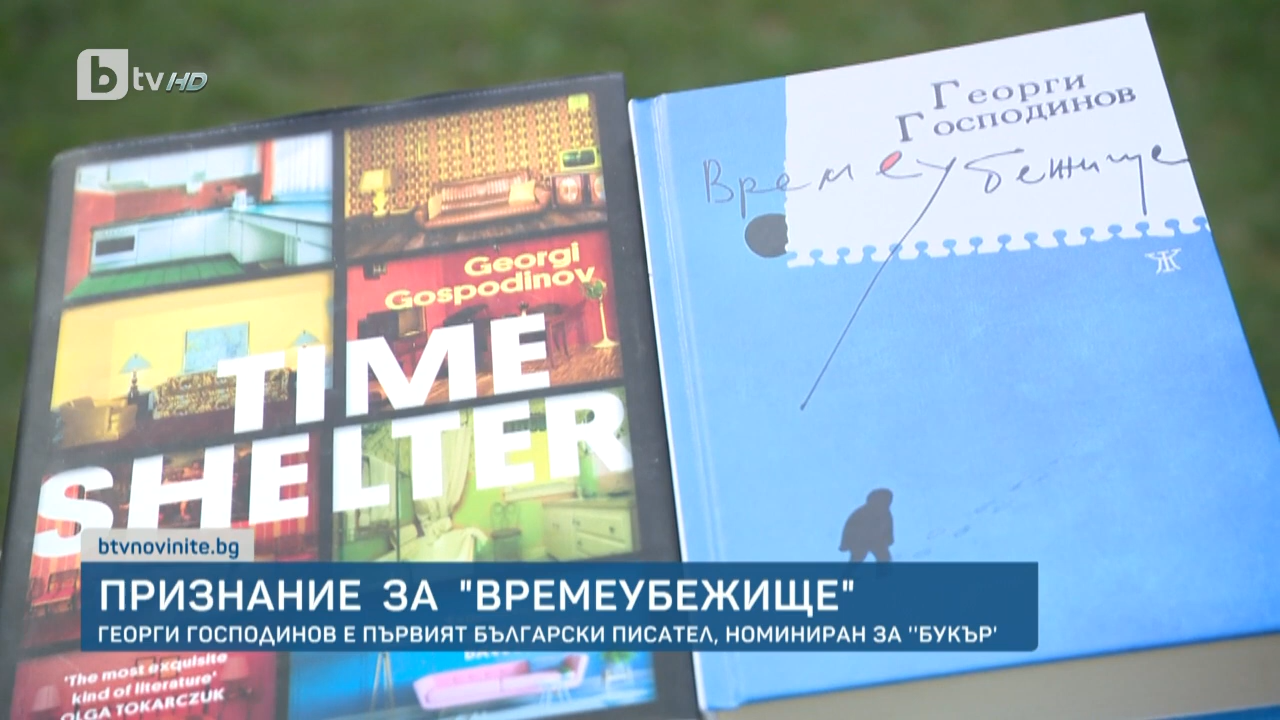 btv HD
Georgi
Gospodinov
TIME
SHELTER
'The most exquisite
kind of literature'
OLGA TOKARCZUK
Георги
Господинов
Времеубежище
Ж
btvnovinite.bg
ПРИЗНАНИЕ ЗА "ВРЕМЕУБЕЖИЩЕ"
ГЕОРГИ ГОСПОДИНОВ Е ПЪРВИЯТ БЪЛГАРСКИ ПИСАТЕЛ, НОМИНИРАН ЗА "БУКЪР'